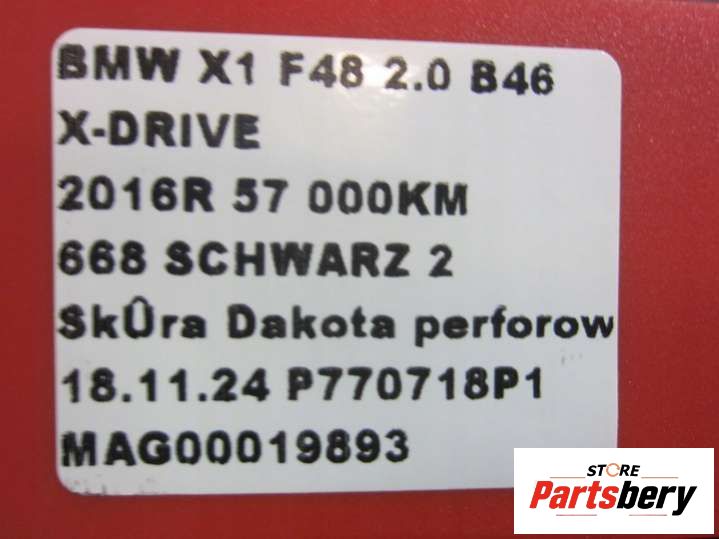 BMW X1 F48 2.0 B46
X-DRIVE
2016R 57 000KM
668 SCHWARZ 2
SkÛra Dakota perforow
18.11.24 P770718P1
MAG00019893
STORE
Partsbery